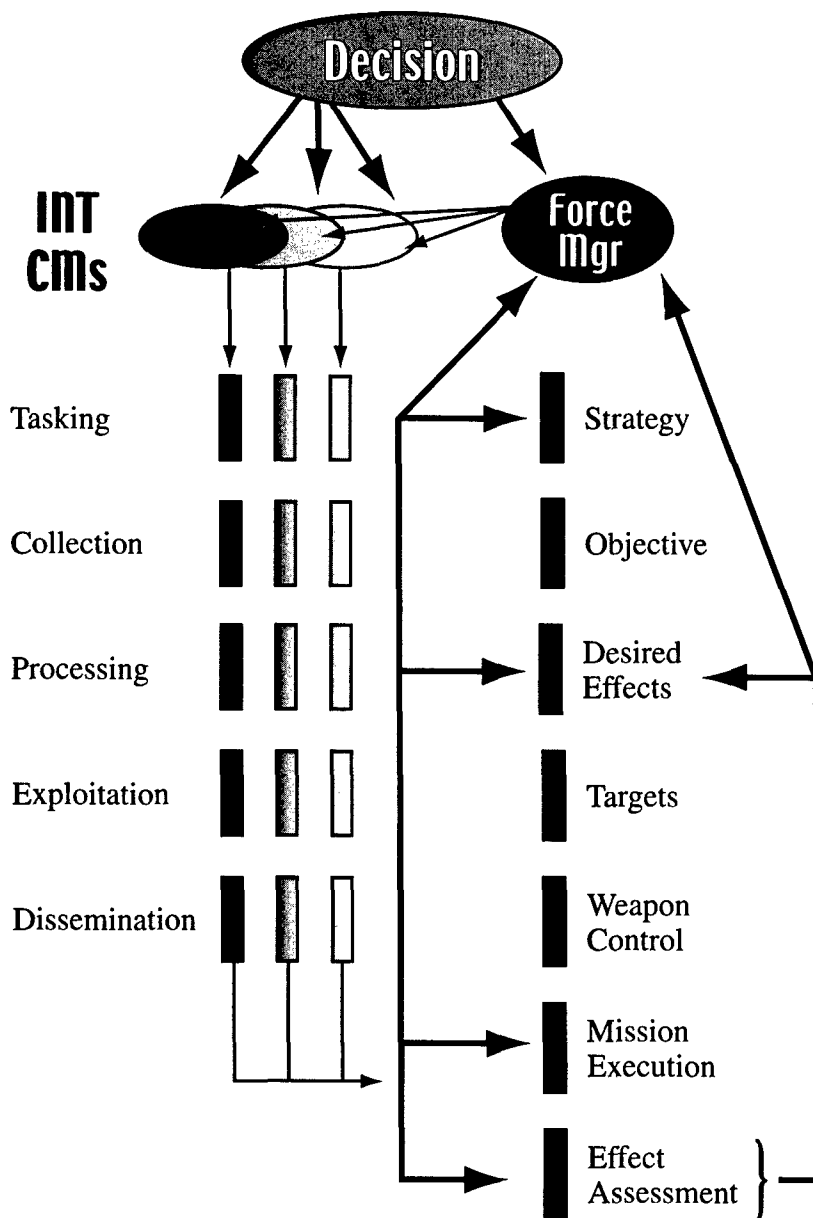 Decision
INT
CMs
Force
Mgr
Tasking
Strategy
Collection
Objective
Processing
Desired
Effects
Exploitation
Targets
Dissemination
Weapon
Control
Mission
Execution
Effect
Assessment